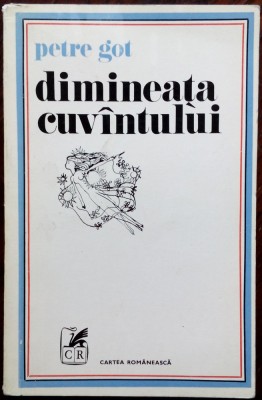 petre got
dimineața
cuvîntului
CR
CARTEA ROMÂNEASCĂ